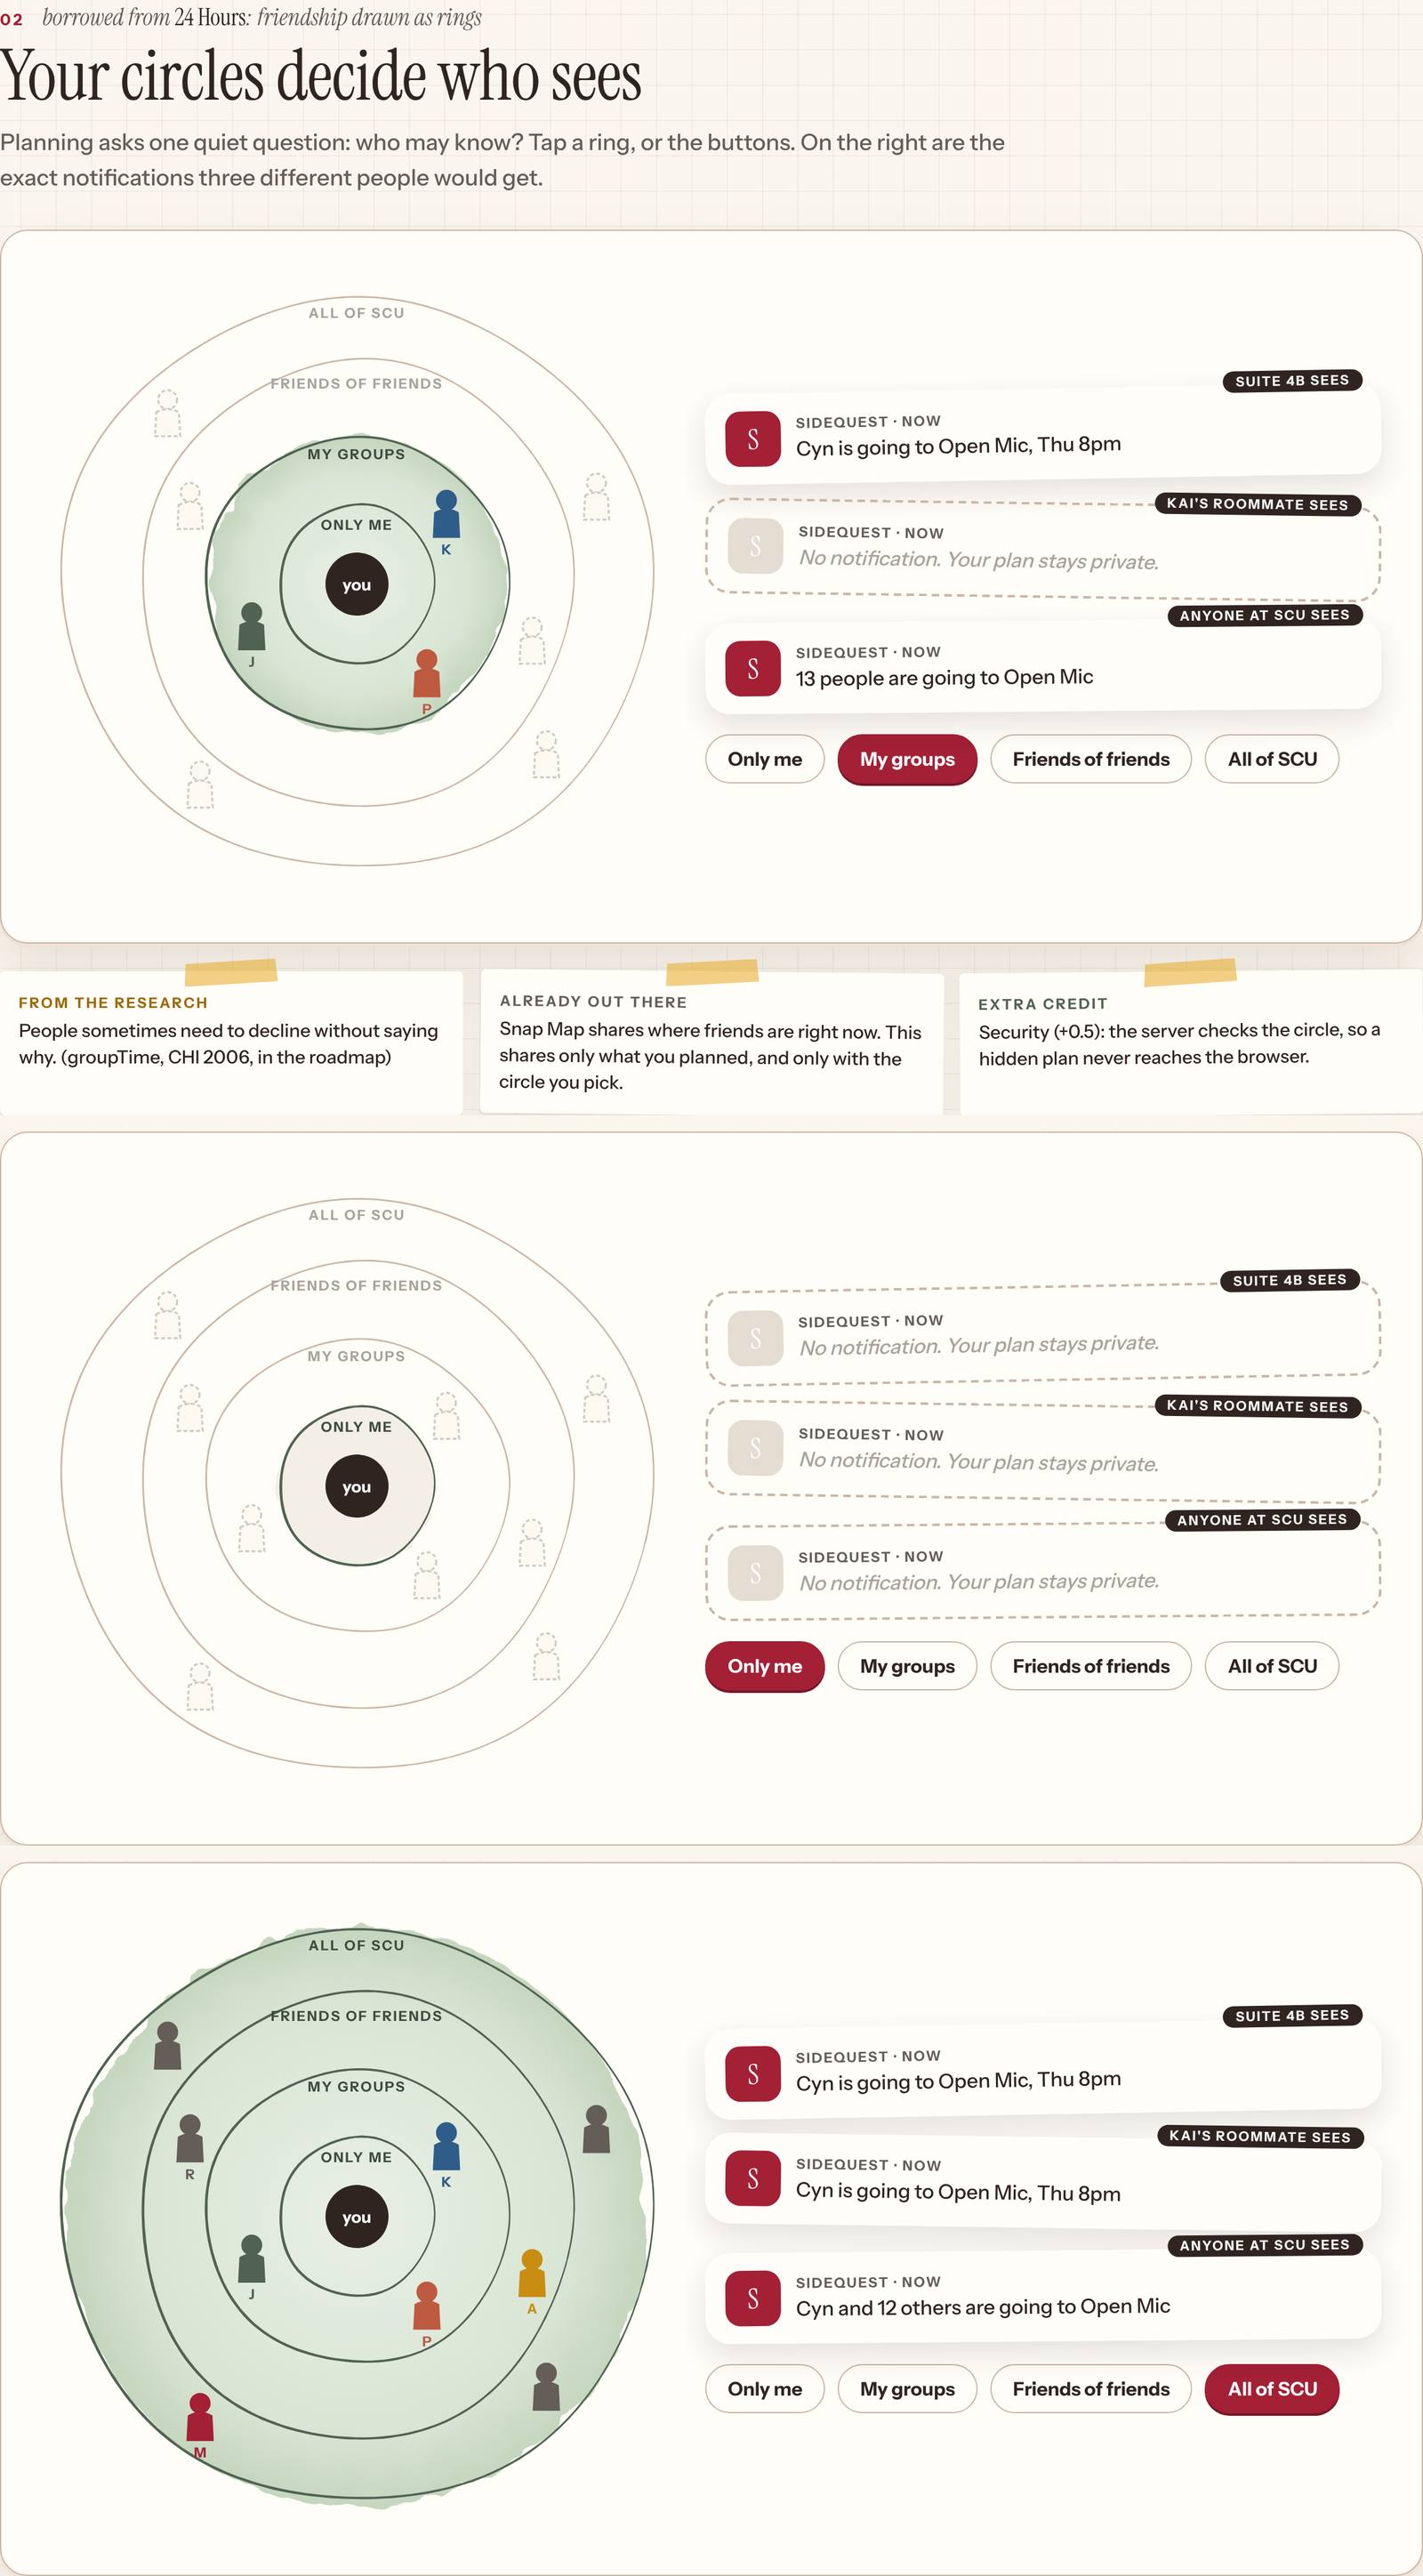 02 borrowed from 24 Hours: friendship drawn as rings
Your circles decide who sees
Planning asks one quiet question: who may know? Tap a ring, or the buttons. On the right are the
exact notifications three different people would get.
ALL OF SCU
FRIENDS OF FRIENDS
MY GROUPS
ONLY ME
K
you
J
P
SUITE 4B SEES
S
SIDEQUEST · NOW
Cyn is going to Open Mic, Thu 8pm
KAI'S ROOMMATE SEES
S
SIDEQUEST · NOW
No notification. Your plan stays private.
ANYONE AT SCU SEES
S
SIDEQUEST · NOW
13 people are going to Open Mic
Only me
My groups
Friends of friends
All of SCU
FROM THE RESEARCH
People sometimes need to decline without saying
why. (groupTime, CHI 2006, in the roadmap)
ALREADY OUT THERE
Snap Map shares where friends are right now. This
shares only what you planned, and only with the
circle you pick.
EXTRA CREDIT
Security (+0.5): the server checks the circle, so a
hidden plan never reaches the browser.
ALL OF SCU
FRIENDS OF FRIENDS
MY GROUPS
ONLY ME
you
SUITE 4B SEES
S
SIDEQUEST · NOW
No notification. Your plan stays private.
KAI'S ROOMMATE SEES
S
SIDEQUEST · NOW
No notification. Your plan stays private.
ANYONE AT SCU SEES
S
SIDEQUEST · NOW
No notification. Your plan stays private.
Only me
My groups
Friends of friends
All of SCU
ALL OF SCU
FRIENDS OF FRIENDS
MY GROUPS
ONLY ME
R
K
you
J
A
P
M
SUITE 4B SEES
S
SIDEQUEST · NOW
Cyn is going to Open Mic, Thu 8pm
KAI'S ROOMMATE SEES
S
SIDEQUEST · NOW
Cyn is going to Open Mic, Thu 8pm
ANYONE AT SCU SEES
S
SIDEQUEST · NOW
Cyn and 12 others are going to Open Mic
Only me
My groups
Friends of friends
All of SCU